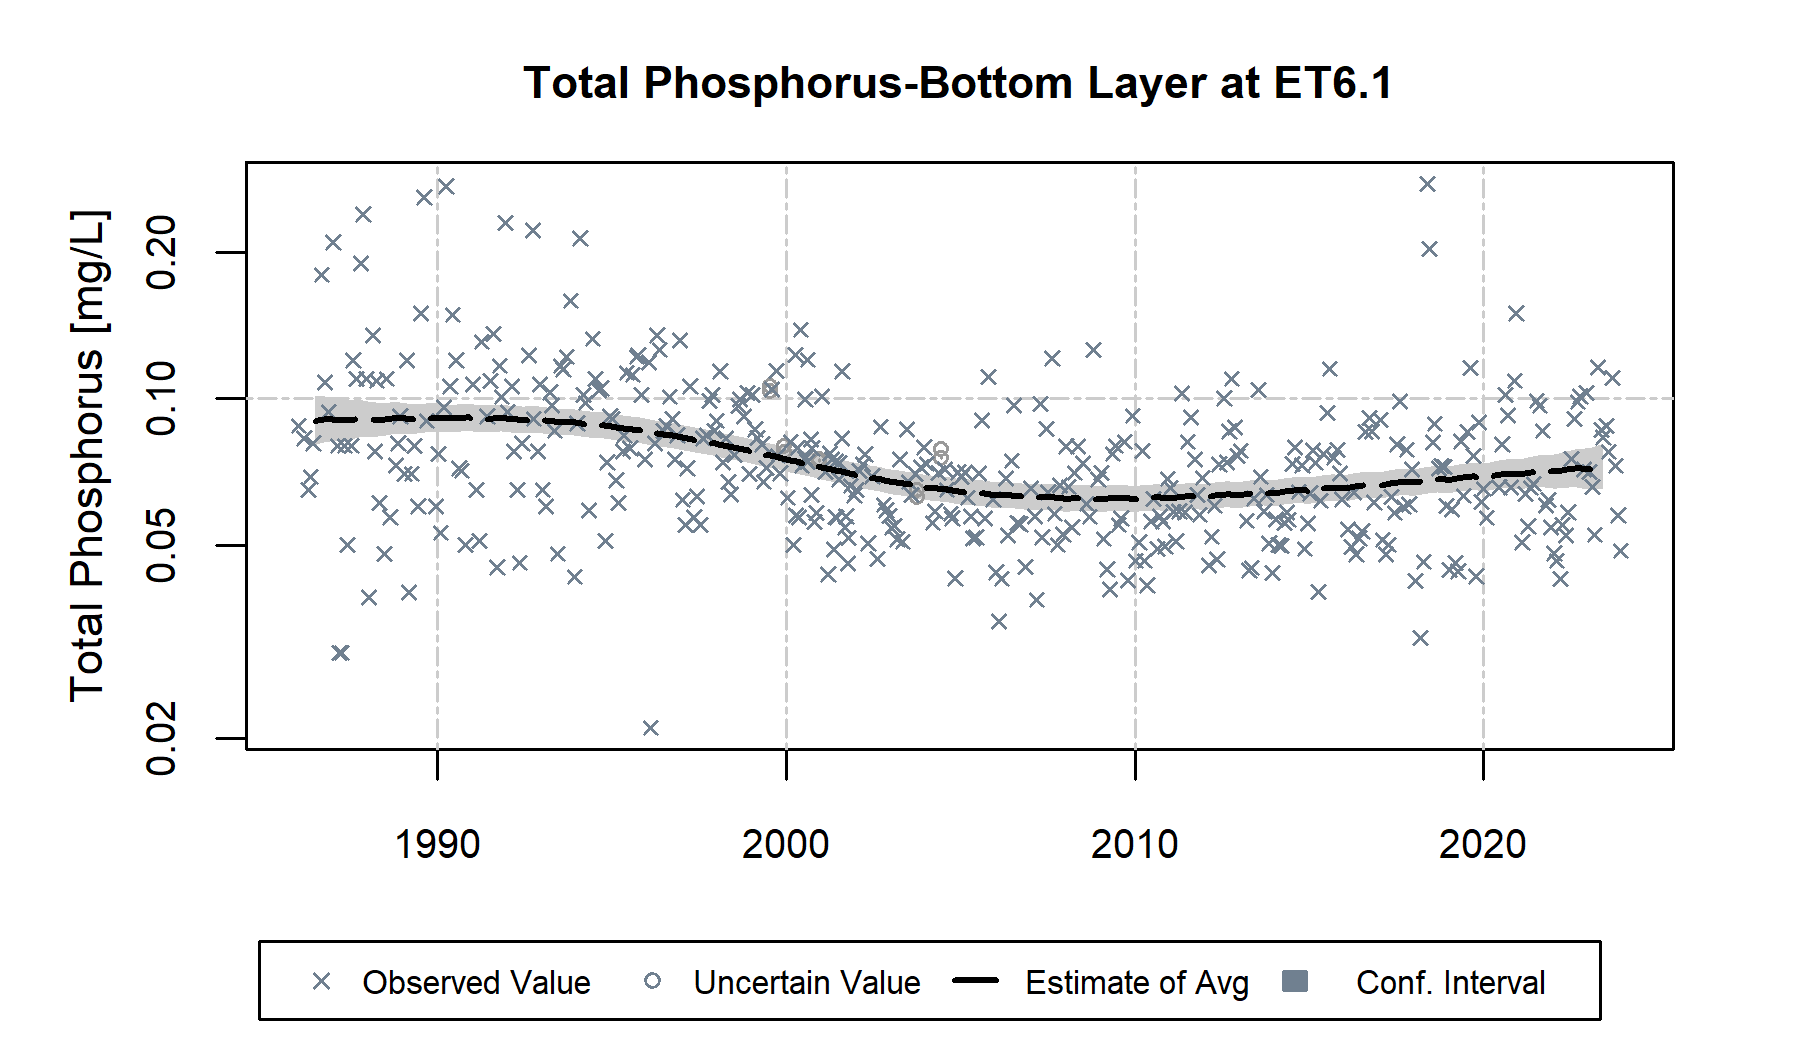 Total Phosphorus-Bottom Layer at ET6.1
Total Phosphorus [mg/L]
0.20
0.10
0.05
0.02
1990 2000 2010 2020
Observed Value Uncertain Value Estimate of Avg Conf. Interval